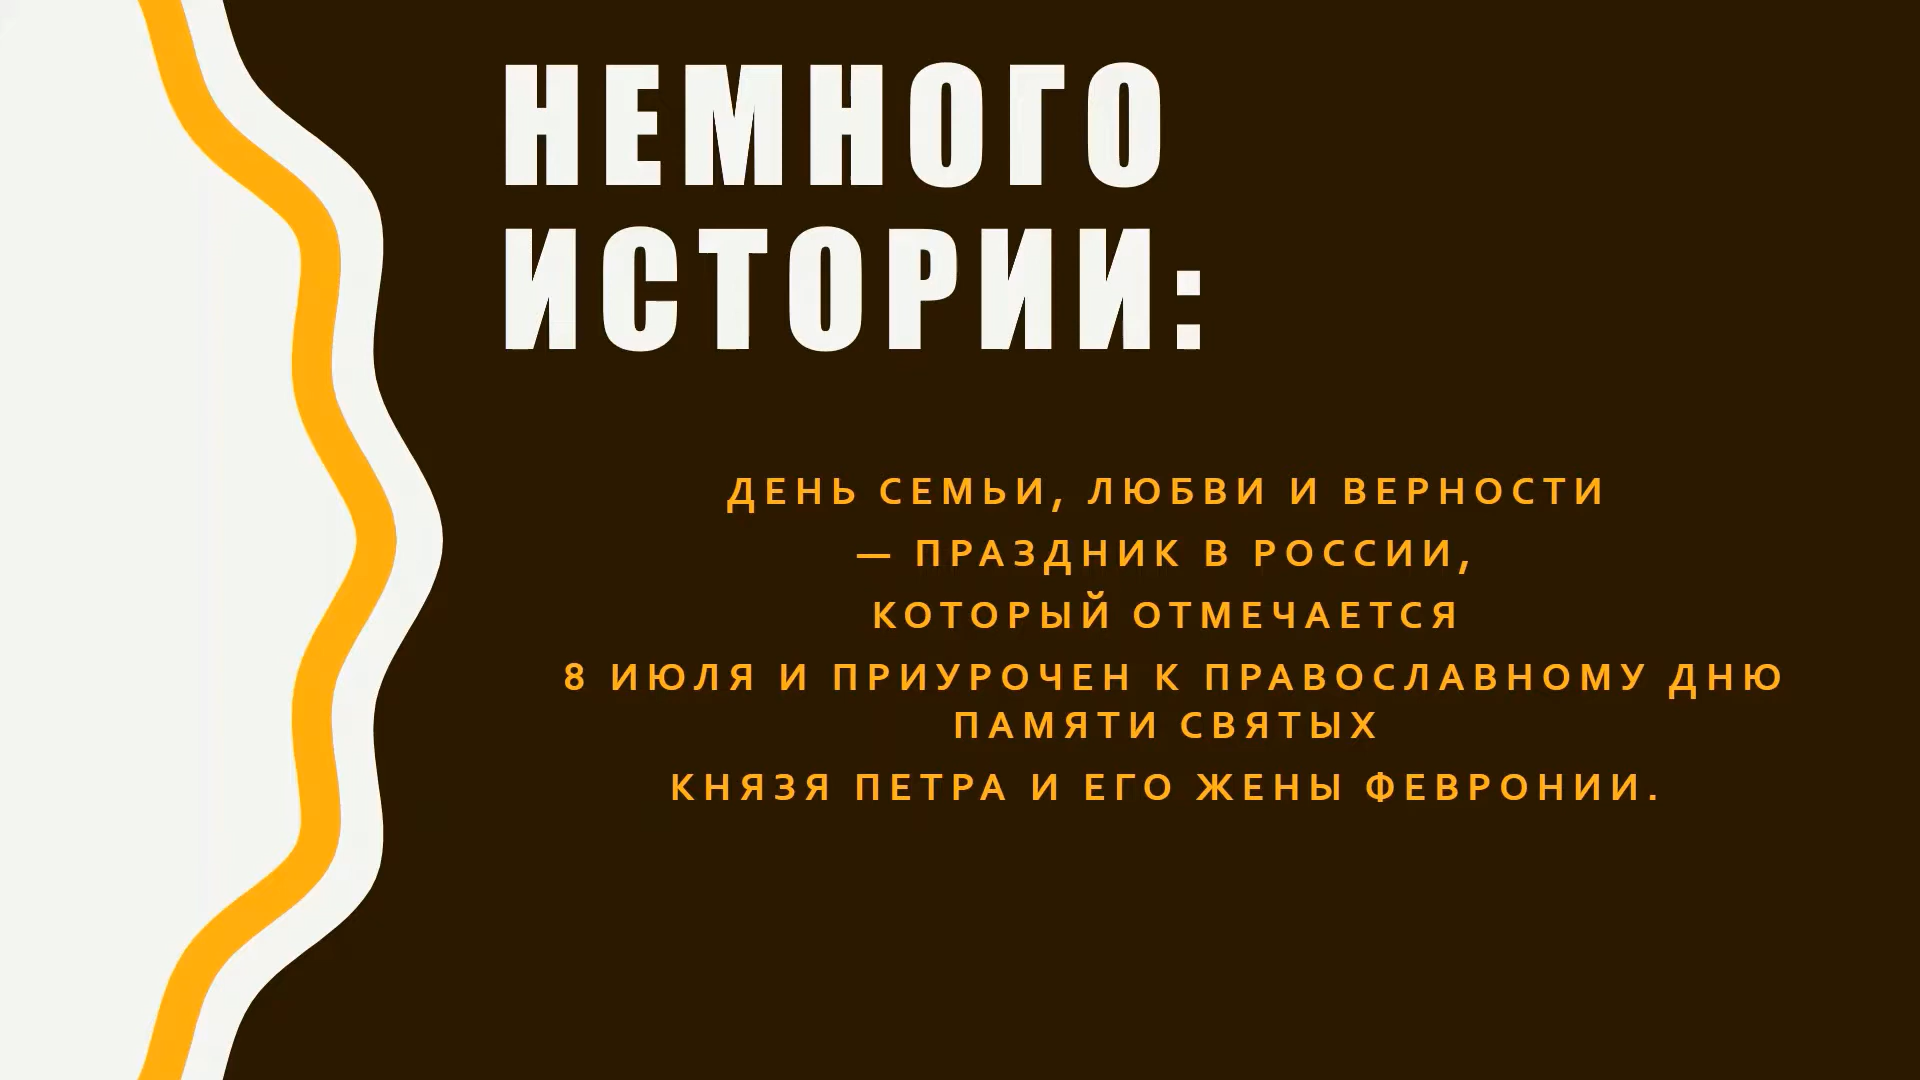 НЕМНОГО
ИСТОРИИ:
ДЕНЬ СЕМЬИ, ЛЮБВИ И ВЕРНОСТИ
— ПРАЗДНИК В РОССИИ,
КОТОРЫЙ ОТМЕЧАЕТСЯ
8 ИЮЛЯ И ПРИУРОЧЕН К ПРАВОСЛАВНОМУ ДНЮ
ПАМЯТИ СВЯТЫХ
КНЯЗЯ ПЕТРА И ЕГО ЖЕНЫ ФЕВРОНИИ.